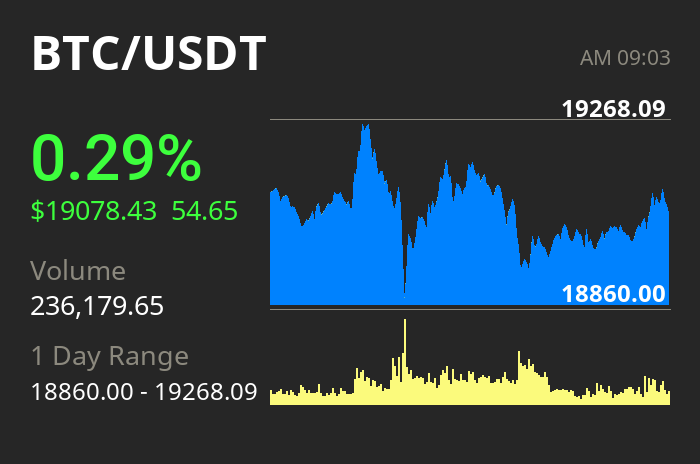 BTC/USDT
AM 09:03
19268.09
0.29%
$19078.43 54.65
Volume
236,179.65
18860.00
1 Day Range
18860.00 - 19268.09